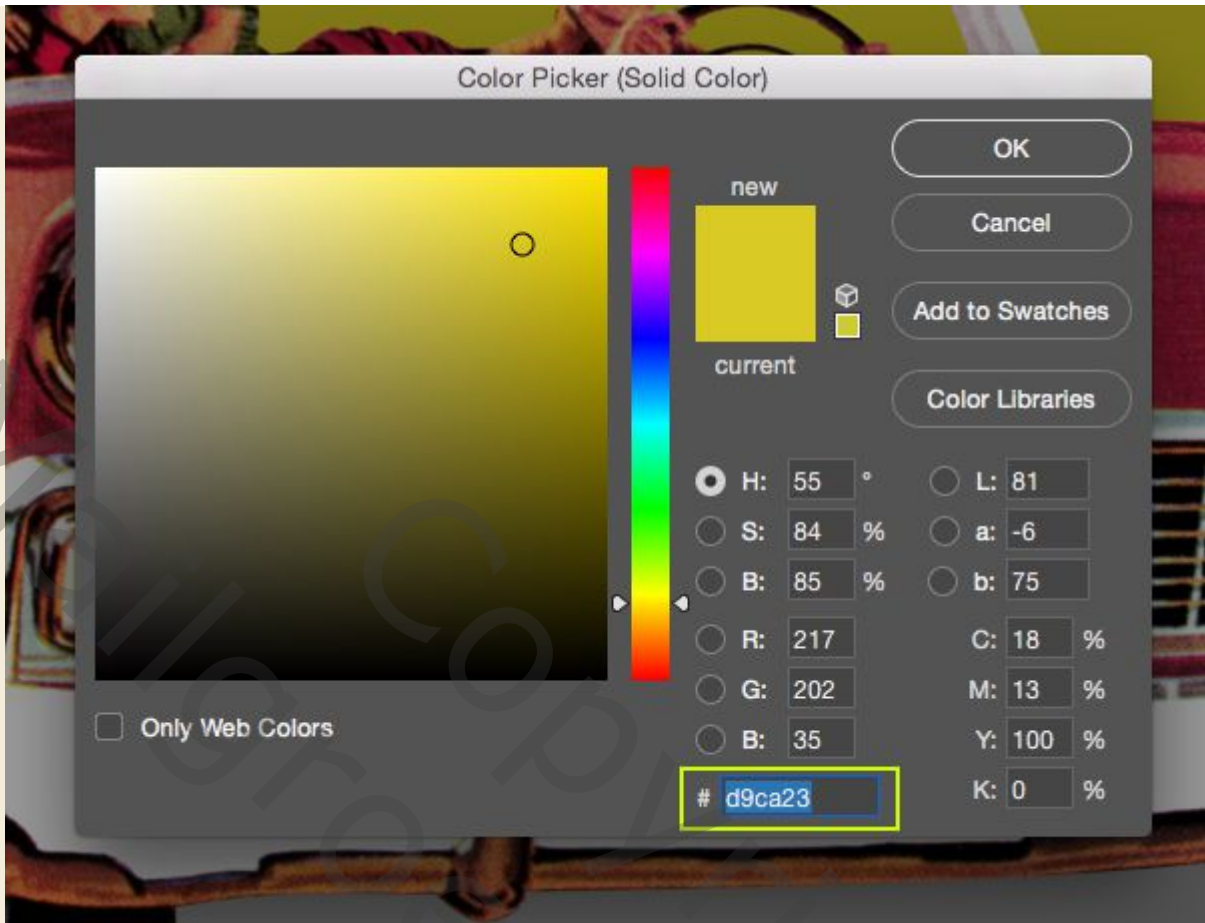 Color Picker (Solid Color)
OK
new
Cancel
Add to Swatches
current
Color Libraries
H: 55 °
L: 81
S: 84 %
a: -6
B: 85 %
b: 75
R: 217
C: 18 %
G: 202
M: 13 %
Only Web Colors
B: 35
Y: 100 %
# d9ca23
K: 0 %